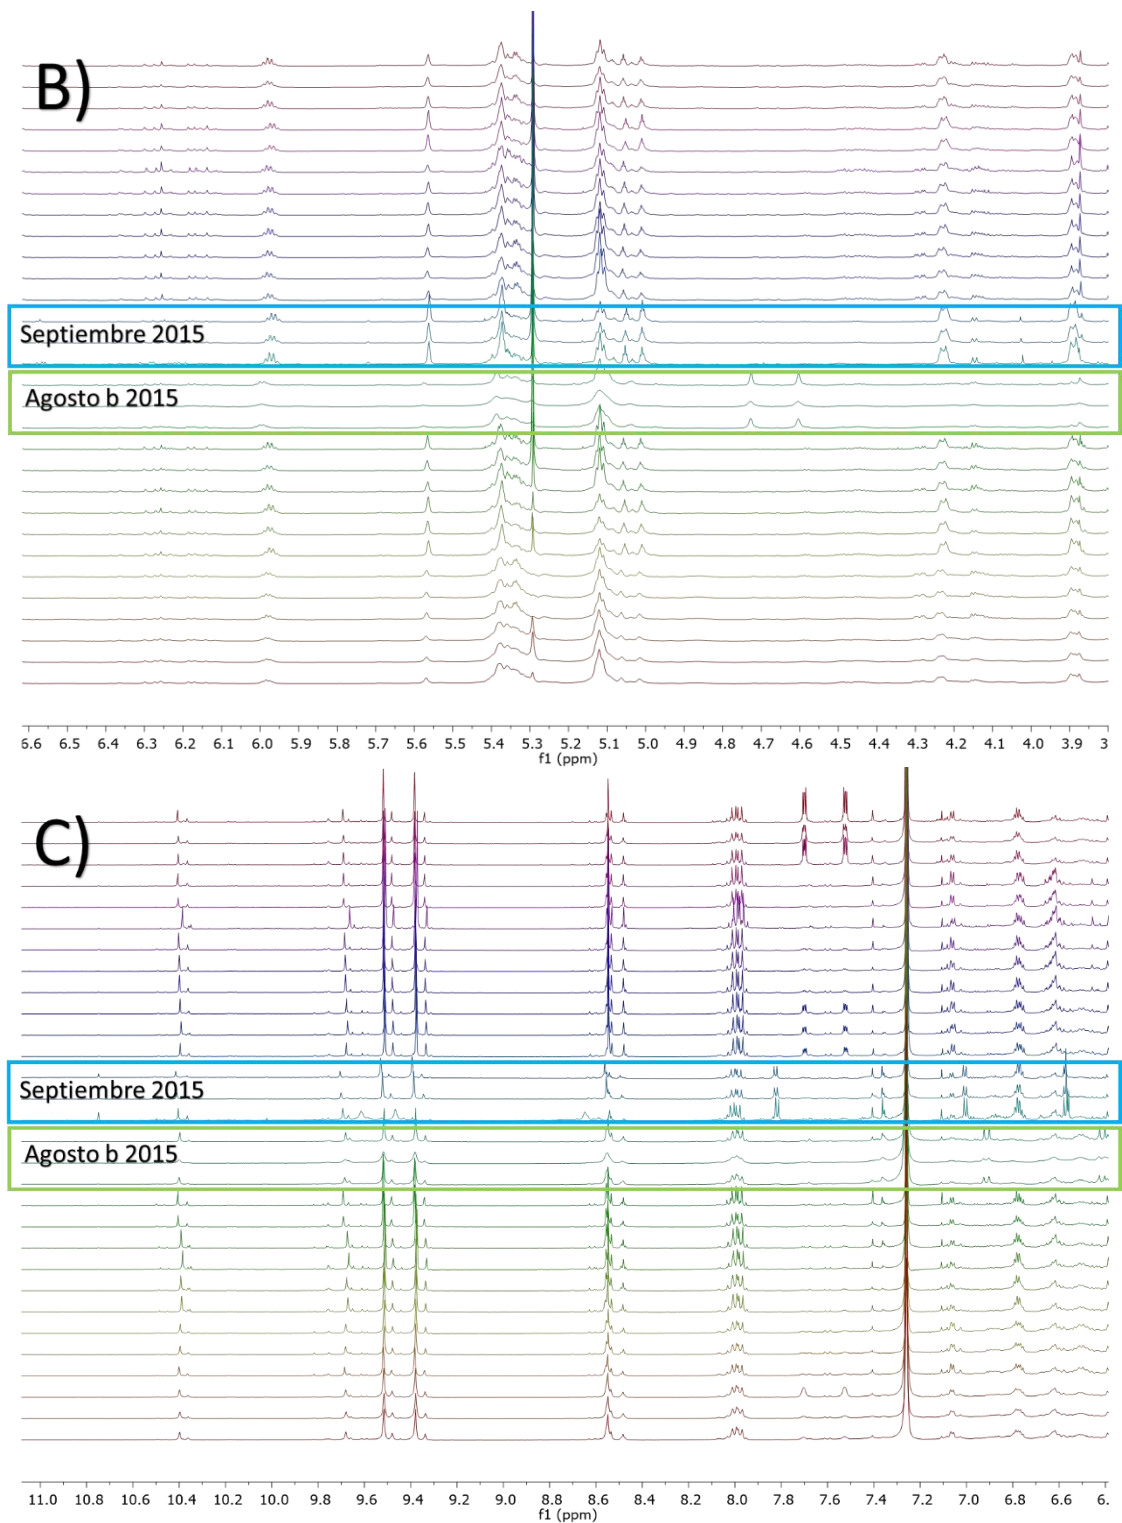 B)
Septiembre 2015
Agosto b 2015
6.6 6.5 6.4 6.3 6.2 6.1 6.0 5.9 5.8 5.7 5.6 5.5 5.4 5.3 5.2 5.1 5.0 4.9 4.8 4.7 4.6 4.5 4.4 4.3 4.2 4.1 4.0 3.9 3
f1 (ppm)
C)
Septiembre 2015
Agosto b 2015
11.0 10.8 10.6 10.4 10.2 10.0 9.8 9.6 9.4 9.2 9.0 8.8 8.6 8.4 8.2 8.0 7.8 7.6 7.4 7.2 7.0 6.8 6.6 6.
f1 (ppm)